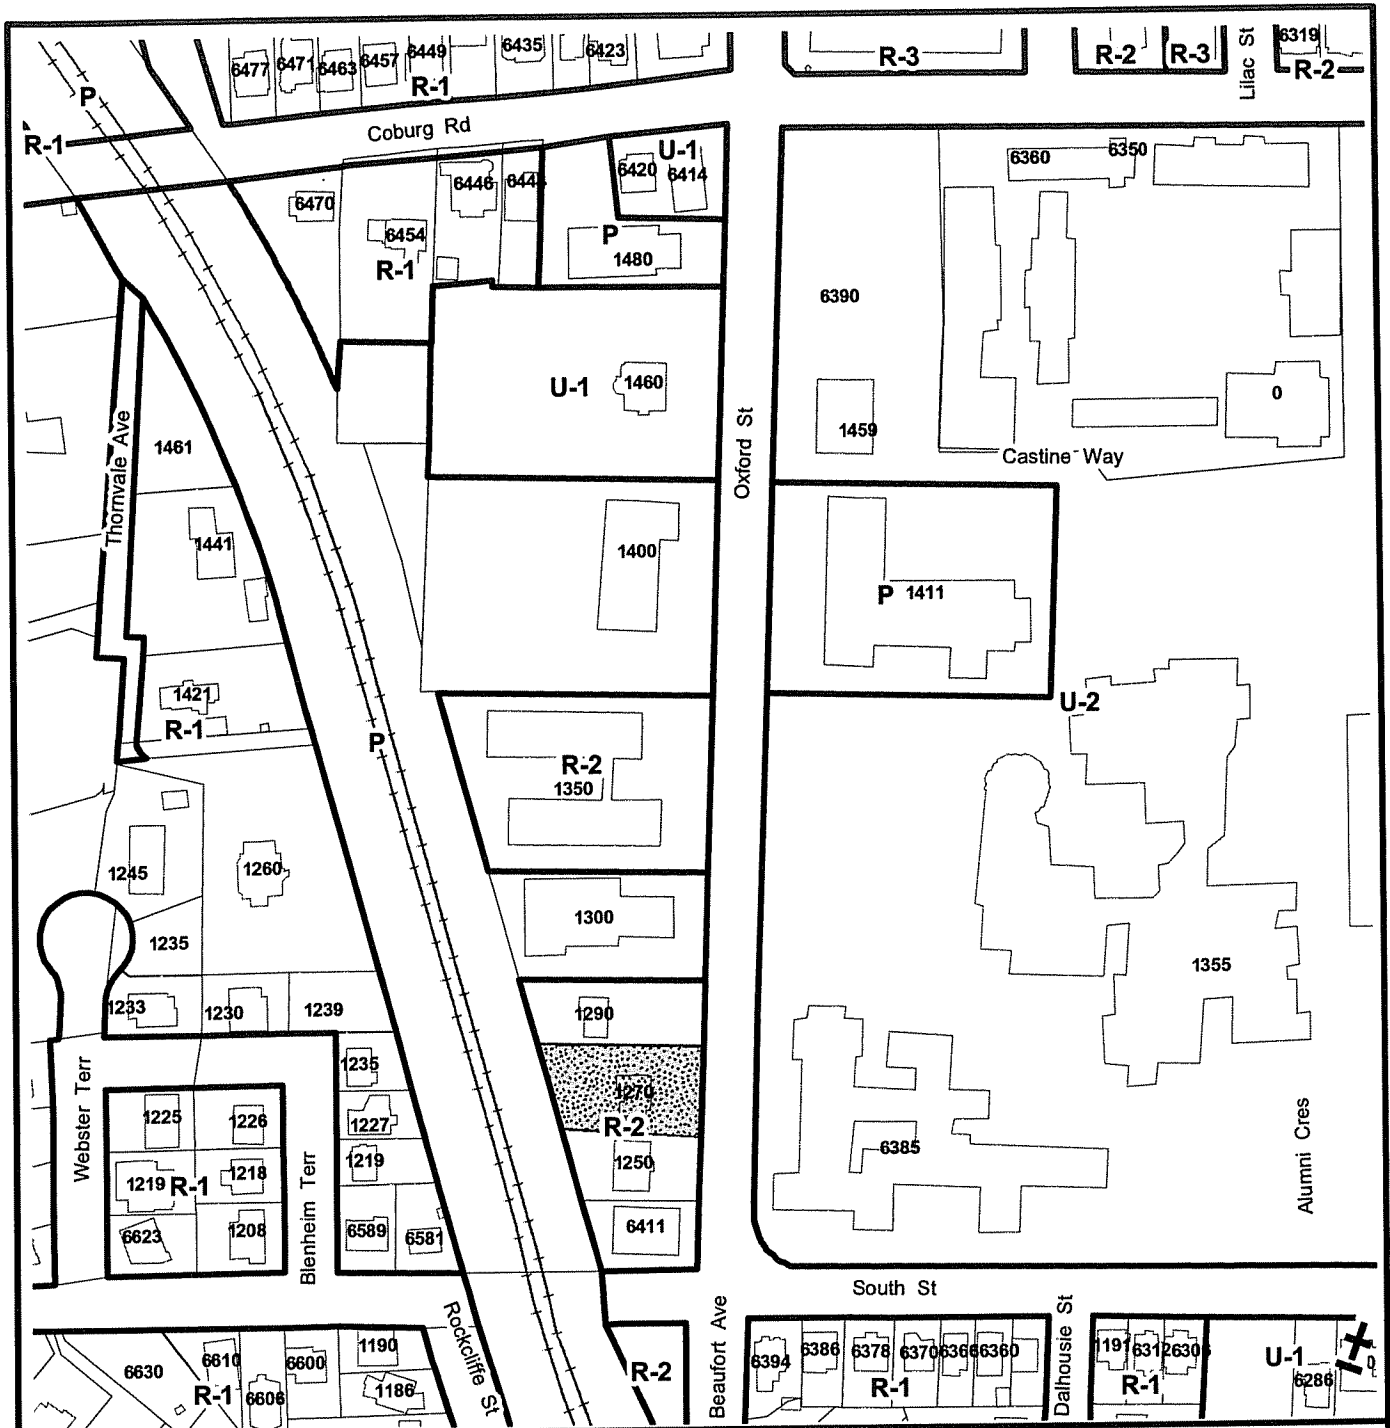 6477
6471
6463
6457
6449
6435
6423
R-1
R-3
R-2
R-3
Lilac St
6319
R-2
P
R-1
Coburg Rd
U-1
6420
6414
6360
6350
6446
6470
6454
R-1
P
1480
6390
U-1
1460
1459
0
Castine Way
Oxford St
Thornvale Ave
1461
1441
1400
P
1411
1421
R-1
P
R-2
1350
U-2
1245
1260
1235
1300
1355
1233
1230
1239
1290
1235
1270
R-2
Webster Terr
1225
1226
1227
1219
1218
R-1
1219
1250
6385
Alumni Cres
6623
1208
Blenheim Terr
6589
6581
6411
South St
Rockcliffe St
Beaufort Ave
Dalhousie St
6630
6610
6606
R-1
6600
1190
1186
R-2
6394
6386
6378
6370
6360
R-1
1191
R-1
U-1
6286